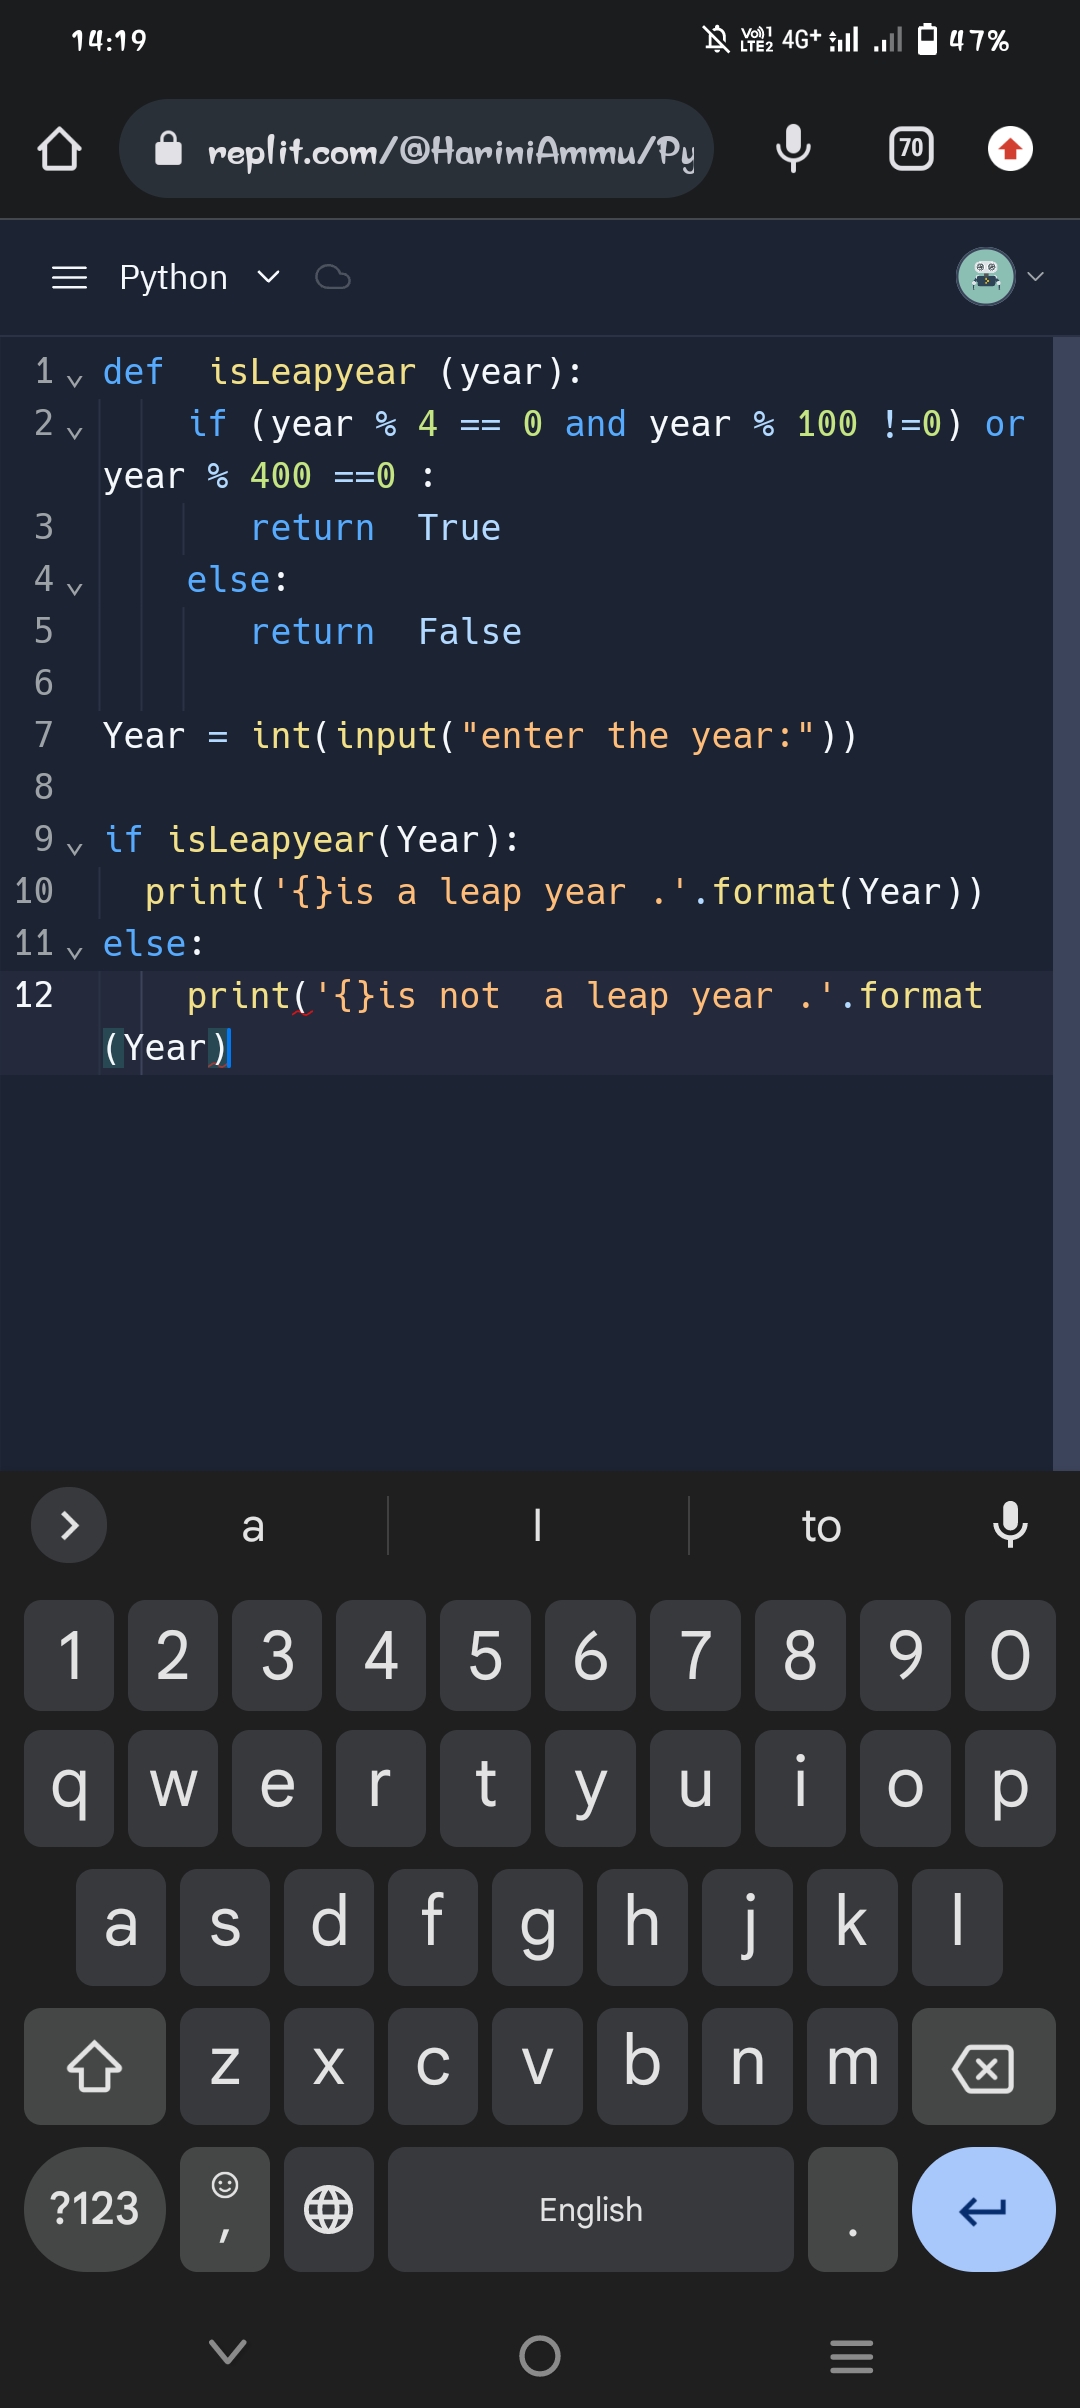 14:19 Vo)) 1 LTE2 4G+ 47%
replit.com/@HariniAmmu/Py
70
Python
1 def  isLeapyear (year):
2     if (year % 4 == 0 and year % 100 !=0) or
year % 400 ==0 :
3        return  True
4     else:
5        return  False
6
7 Year = int(input("enter the year:"))
8
9 if isLeapyear(Year):
10   print('{}is a leap year .'.format(Year))
11 else:
12     print('{}is not  a leap year .'.format
(Year)
a I to
1 2 3 4 5 6 7 8 9 0
q w e r t y u i o p
a s d f g h j k l
z x c v b n m
?123 , English .